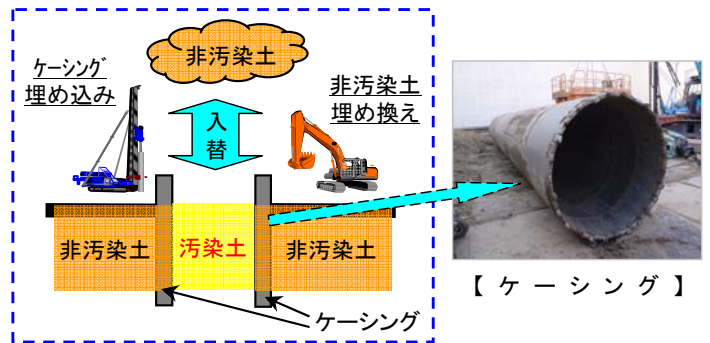 非汚染土
ｹｰｼﾝｸﾞ
埋め込み
入
替
非汚染土
埋め換え
非汚染土
汚染土
非汚染土
ケーシング
【ケーシング】